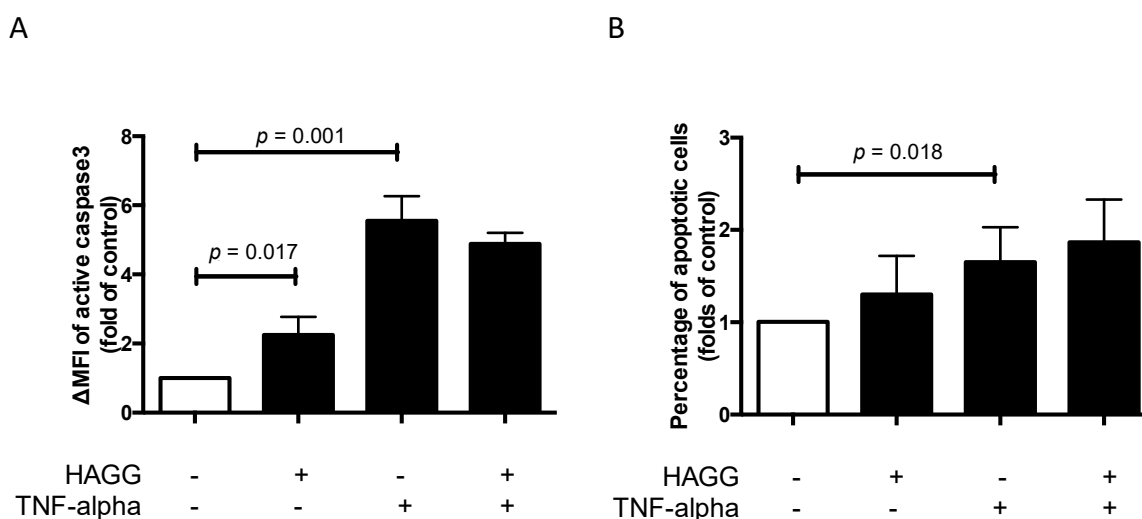 A
ΔMFI of active caspase3
(fold of control)
8
6
4
2
0
p = 0.001
p = 0.017
HAGG - + - +
TNF-alpha - - + +
B
Percentage of apoptotic cells
(folds of control)
3
2
1
0
p = 0.018
HAGG - + - +
TNF-alpha - - + +